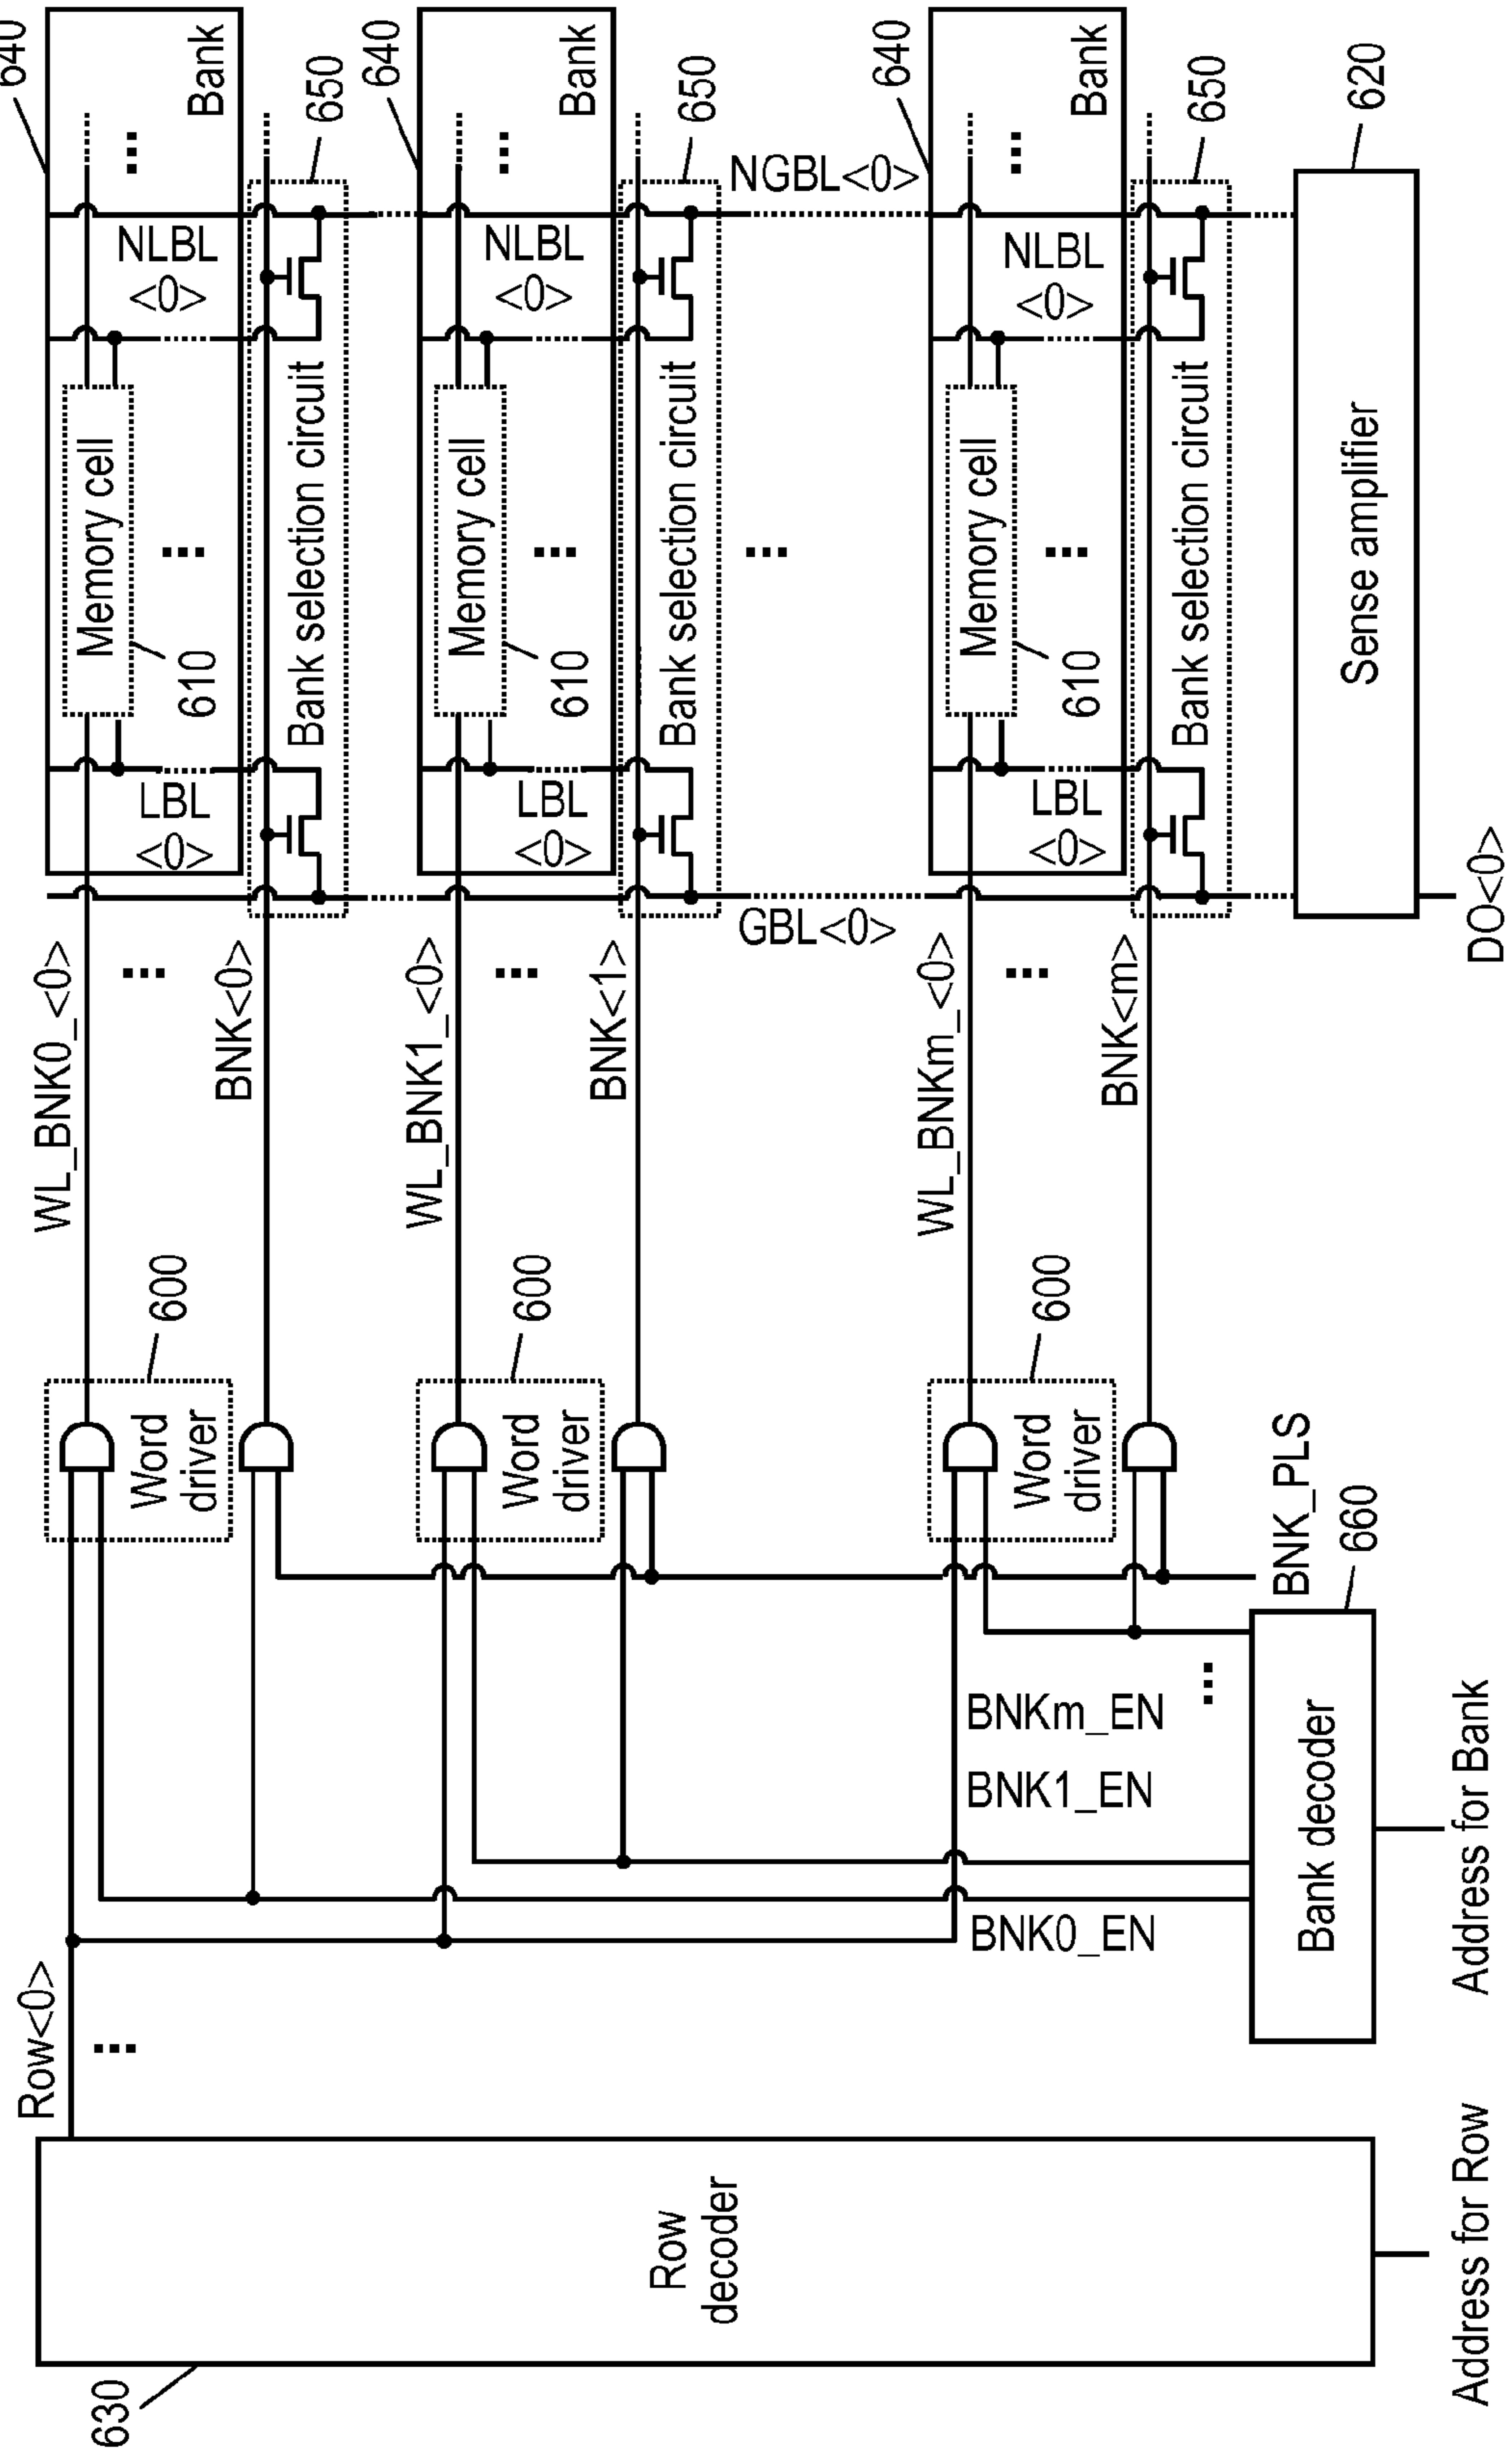 630
Row
decoder
Address for Row
Row<0>
BNK0_EN
BNK1_EN
BNKm_EN
Bank decoder
660
Address for Bank
BNK_PLS
Word
driver
600
WL_BNK0_<0>
BNK<0>
640
Bank
Memory cell
610
LBL
<0>
NLBL
<0>
Bank selection circuit
650
Word
driver
600
WL_BNK1_<0>
BNK<1>
640
Bank
Memory cell
610
LBL
<0>
NLBL
<0>
Bank selection circuit
650
GBL<0>
NGBL<0>
Word
driver
600
WL_BNKm_<0>
BNK<m>
640
Bank
Memory cell
610
LBL
<0>
NLBL
<0>
Bank selection circuit
650
Sense amplifier
620
DO<0>